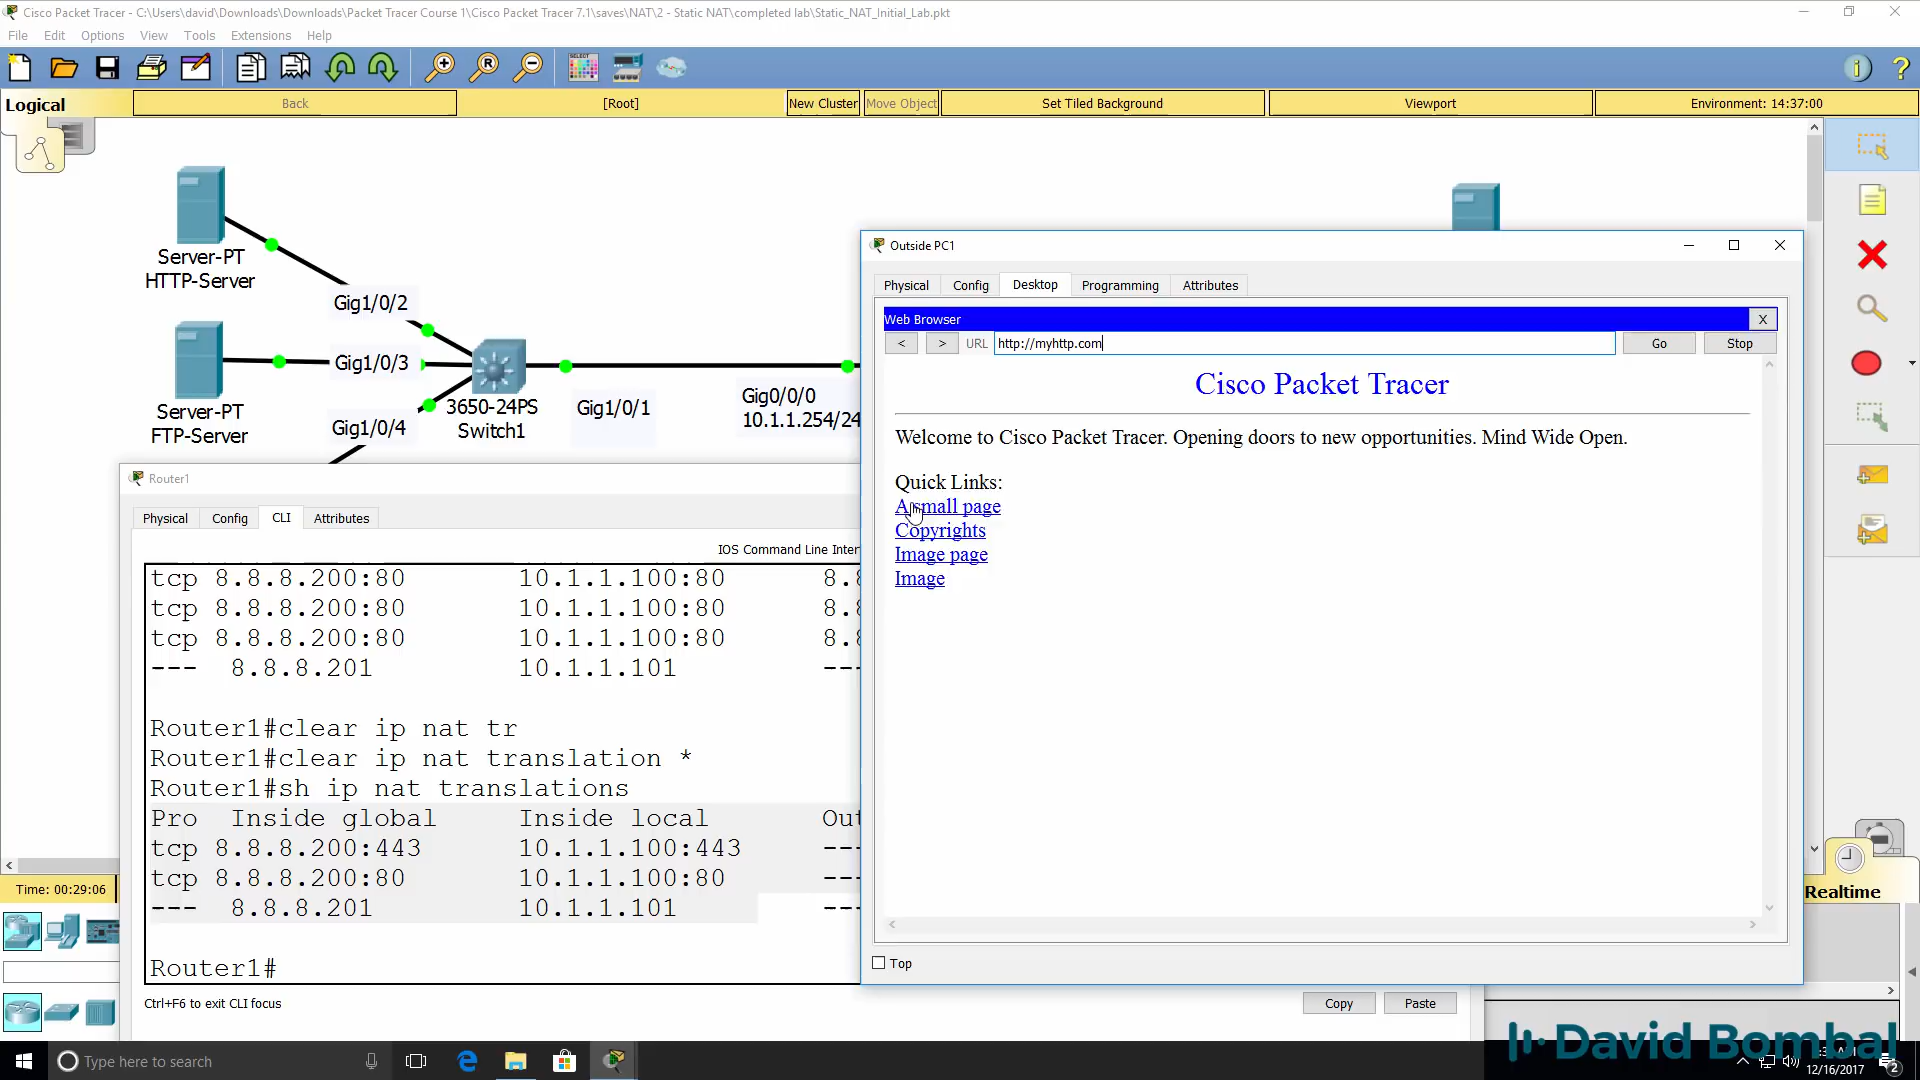 Cisco Packet Tracer - C:\Users\david\Downloads\Downloads\Packet Tracer Course 1\Cisco Packet Tracer 7.1\saves\NAT\2 - Static NAT\completed lab\Static_NAT_Initial_Lab.pkt
File Edit Options View Tools Extensions Help
Logical Back [Root] New Cluster Move Object Set Tiled Background Viewport Environment: 14:37:00
Server-PT
HTTP-Server
Gig1/0/2
Server-PT
FTP-Server
Gig1/0/3
Gig1/0/4
3650-24PS
Switch1
Gig1/0/1
Gig0/0/0
10.1.1.254/24
Outside PC1
Physical Config Desktop Programming Attributes
Web Browser X
< > URL http://myhttp.com Go Stop
Cisco Packet Tracer
Welcome to Cisco Packet Tracer. Opening doors to new opportunities. Mind Wide Open.
Quick Links:
A small page
Copyrights
Image page
Image
Top
Router1
Physical Config CLI Attributes
IOS Command Line Inter
tcp 8.8.8.200:80 10.1.1.100:80 8.8
tcp 8.8.8.200:80 10.1.1.100:80 8.8
tcp 8.8.8.200:80 10.1.1.100:80 8.8
--- 8.8.8.201 10.1.1.101 ---
Router1#clear ip nat tr
Router1#clear ip nat translation *
Router1#sh ip nat translations
Pro Inside global Inside local Out
tcp 8.8.8.200:443 10.1.1.100:443 ---
tcp 8.8.8.200:80 10.1.1.100:80 ---
--- 8.8.8.201 10.1.1.101 ---
Router1#
Ctrl+F6 to exit CLI focus
Copy Paste
Time: 00:29:06
Realtime
David Bombal
Type here to search
12/16/2017
2